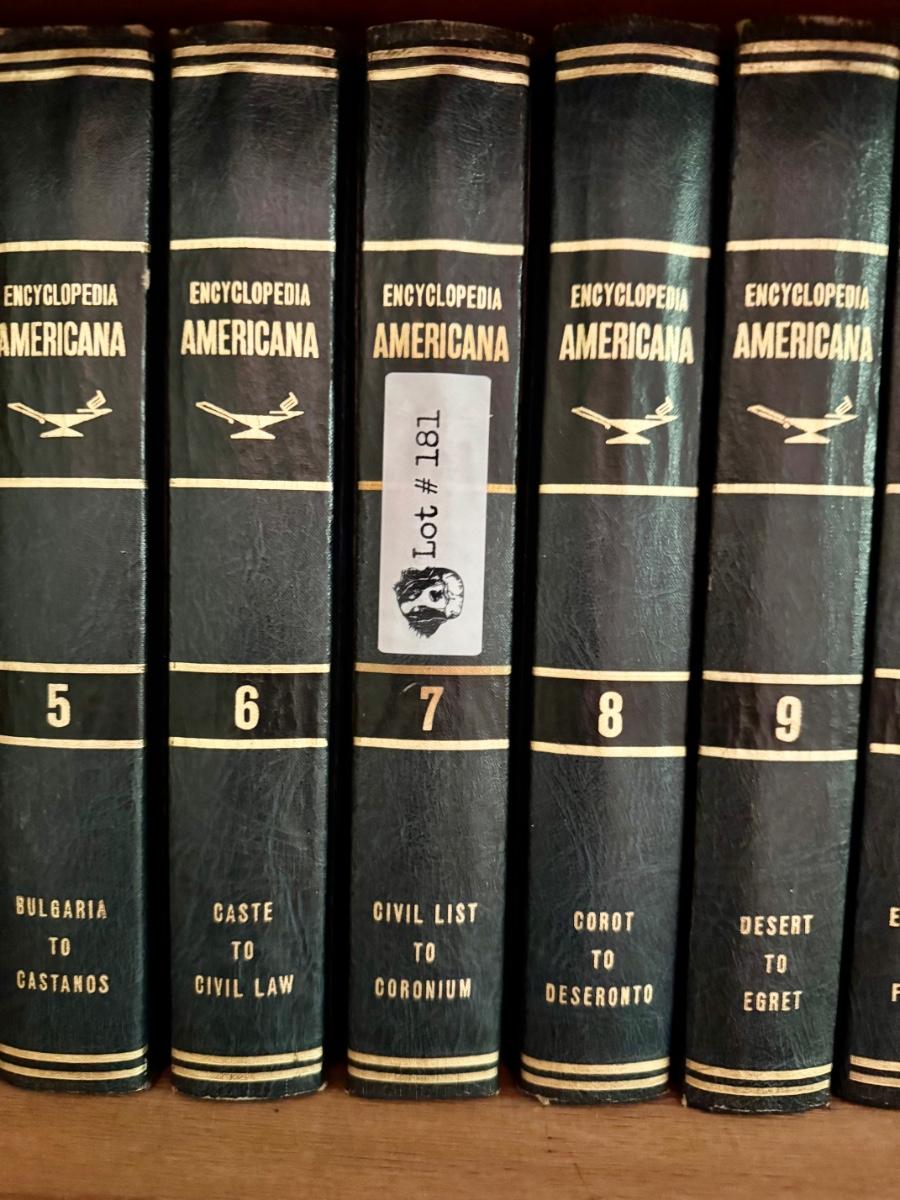 ENCYCLOPEDIA
AMERICANA
5
BULGARIA
TO
CASTANOS
ENCYCLOPEDIA
AMERICANA
6
CASTE
TO
CIVIL LAW
ENCYCLOPEDIA
AMERICANA
Lot # 181
7
CIVIL LIST
TO
CORONIUM
ENCYCLOPEDIA
AMERICANA
8
COROT
TO
DESERONTO
ENCYCLOPEDIA
AMERICANA
9
DESERT
TO
EGRET